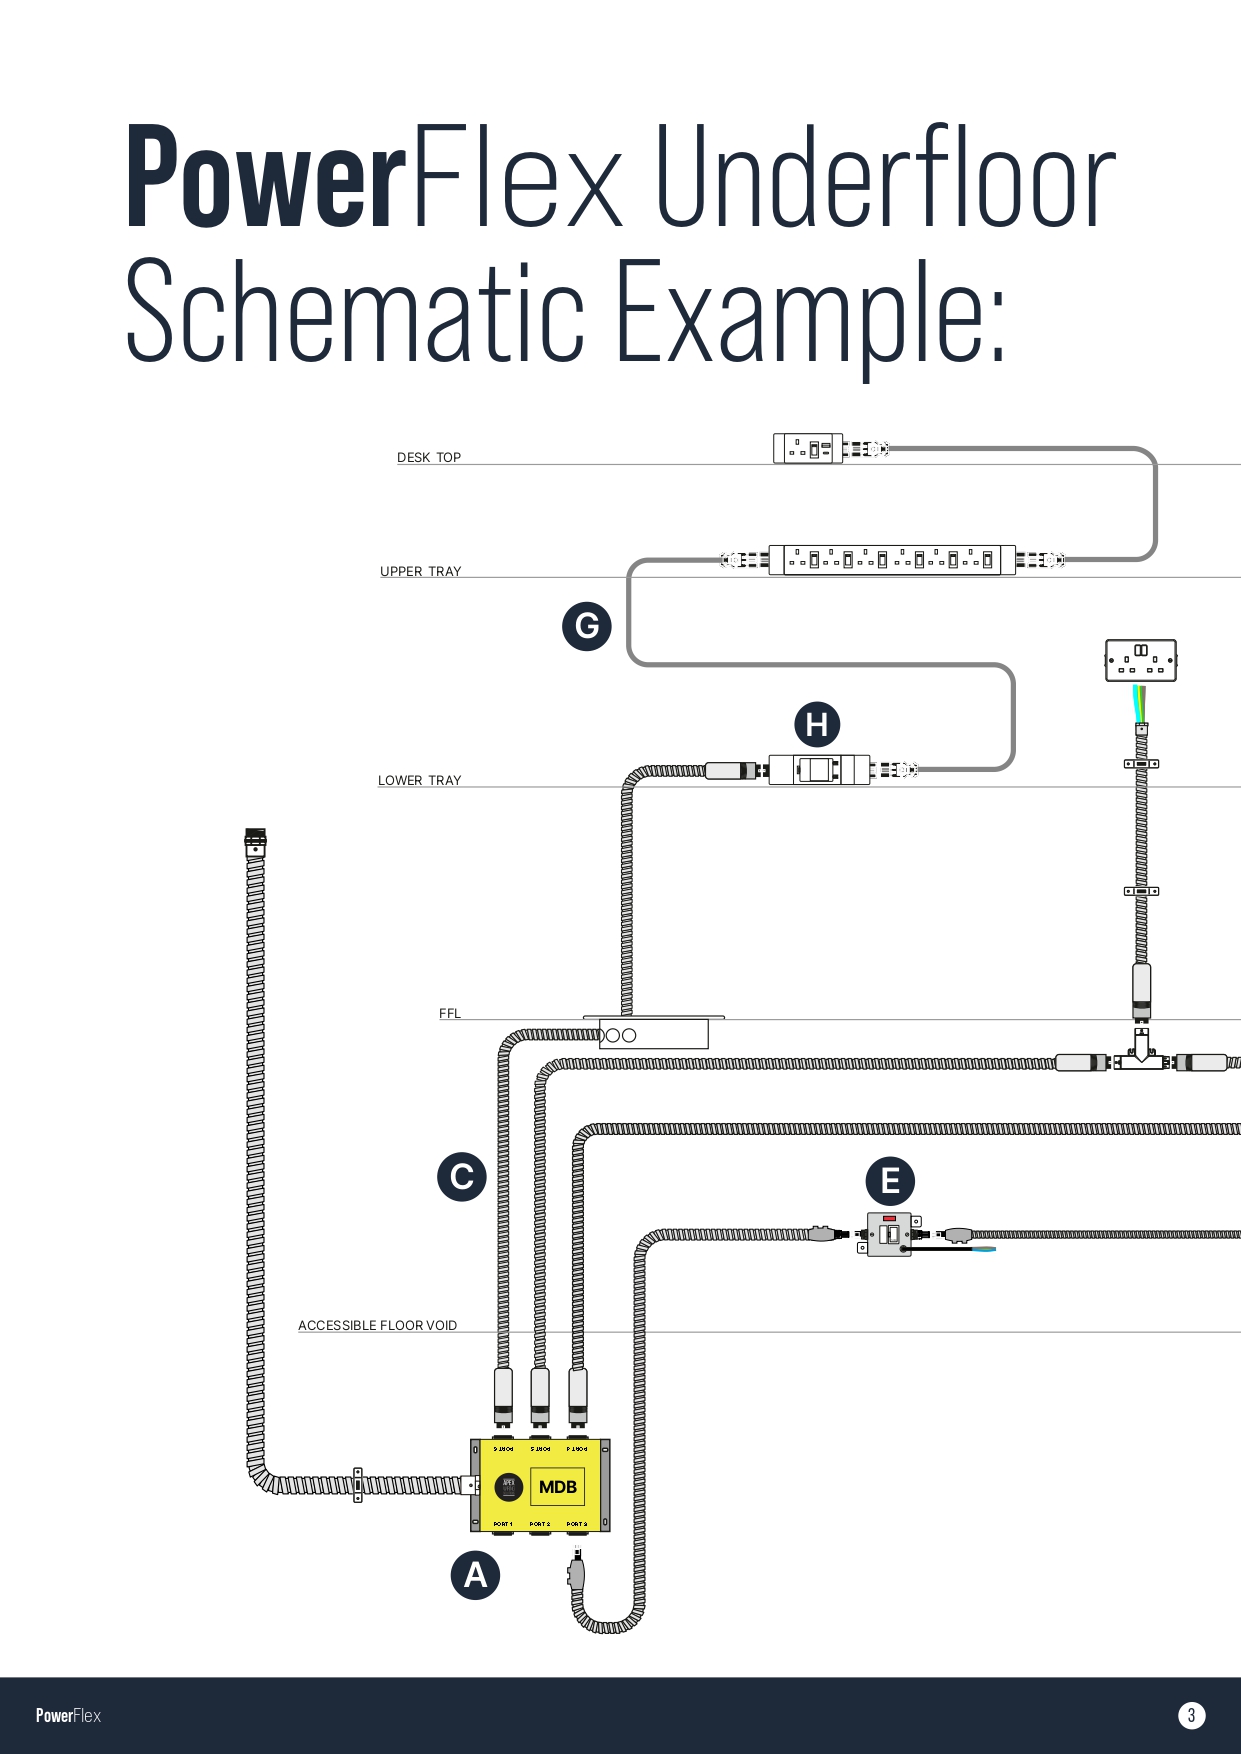 PowerFlex Underfloor
Schematic Example:
DESK TOP
UPPER TRAY
G
H
LOWER TRAY
FFL
C
E
ACCESSIBLE FLOOR VOID
PORT 6 PORT 5 PORT 4
APEX
MDB
PORT 1 PORT 2 PORT 3
A
PowerFlex
3